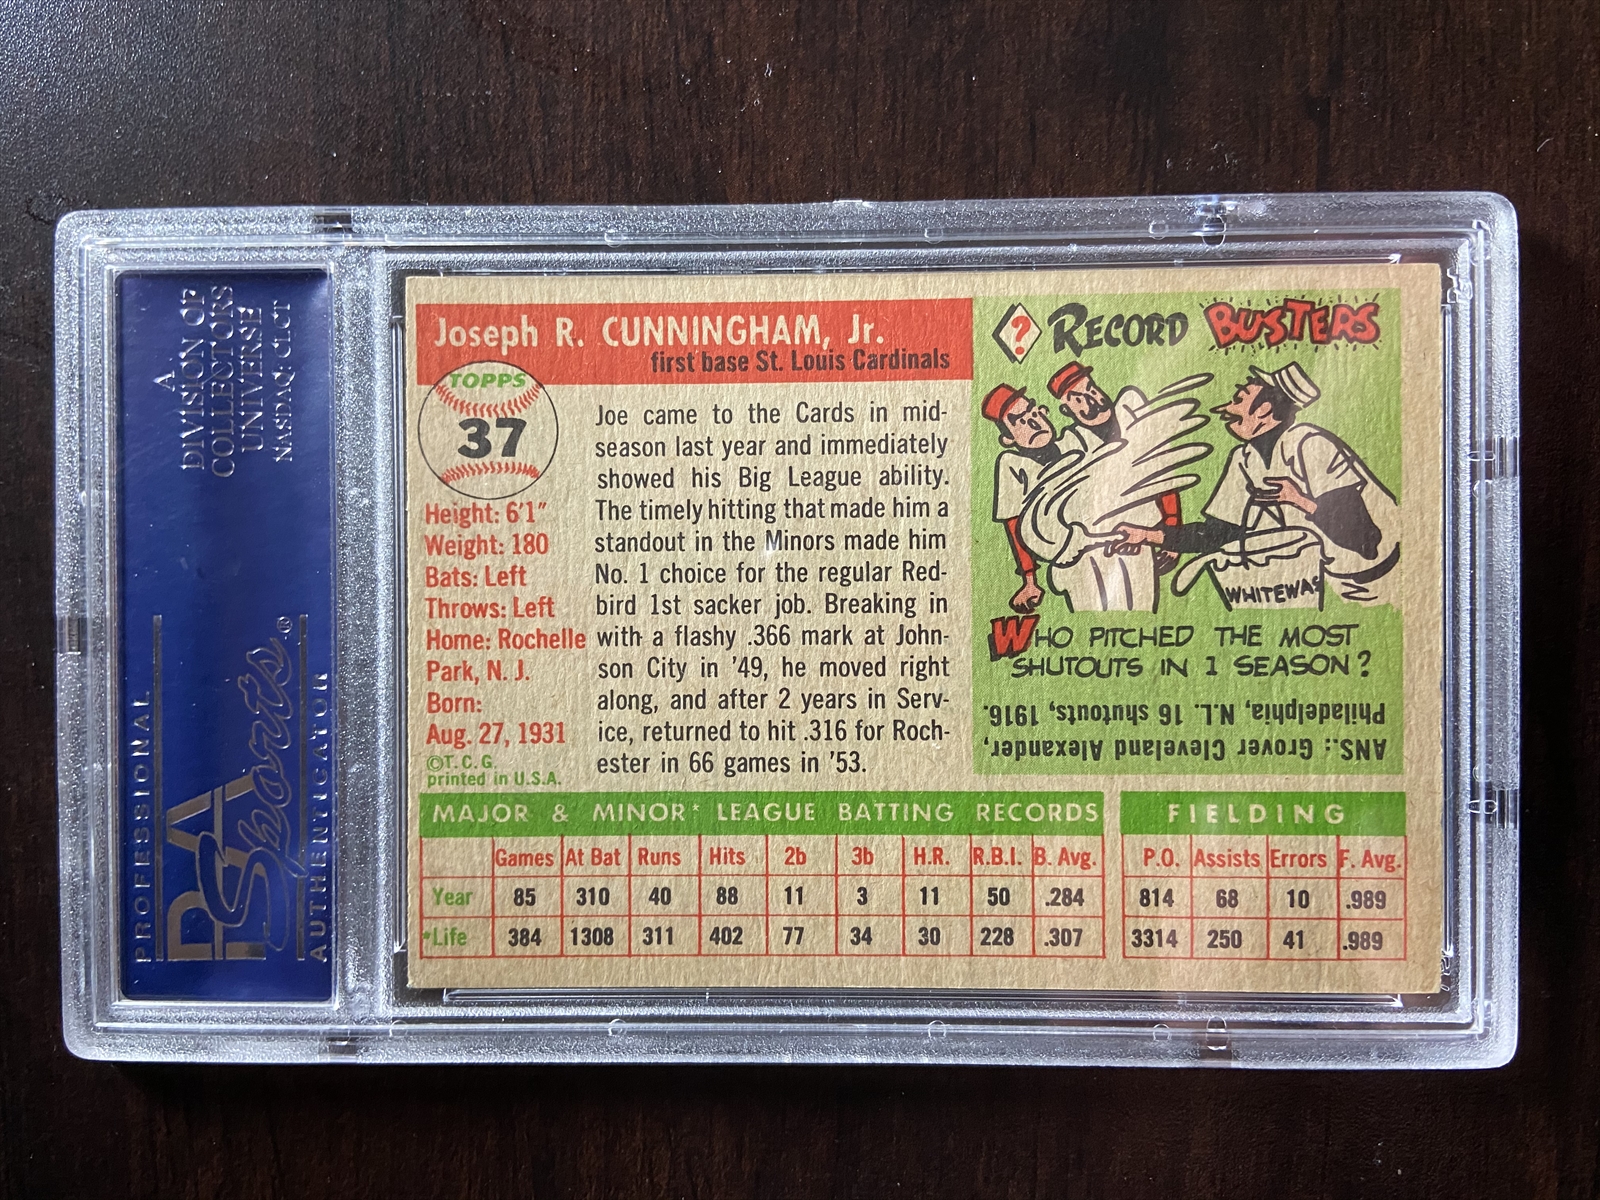 A
DIVISION OF
COLLECTORS
UNIVERSE
NASDAQ: CLCT
PROFESSIONAL
PSA
Sports®
AUTHENTICATOR
Joseph R. CUNNINGHAM, Jr.
first base St. Louis Cardinals
TOPPS
37
Height: 6'1"
Weight: 180
Bats: Left
Throws: Left
Home: Rochelle
Park, N. J.
Born:
Aug. 27, 1931
©T. C. G.
printed in U.S.A.
Joe came to the Cards in mid-
season last year and immediately
showed his Big League ability.
The timely hitting that made him a
standout in the Minors made him
No. 1 choice for the regular Red-
bird 1st sacker job. Breaking in
with a flashy .366 mark at John-
son City in '49, he moved right
along, and after 2 years in Serv-
ice, returned to hit .316 for Roch-
ester in 66 games in '53.
? RECORD BUSTERS
WHITEWAS
WHO PITCHED THE MOST
SHUTOUTS IN 1 SEASON?
ANS.: Grover Cleveland Alexander,
Philadelphia, N.L. 16 shutouts, 1916.
MAJOR & MINOR* LEAGUE BATTING RECORDS
Games At Bat Runs Hits 2b 3b H.R. R.B.I. B. Avg.
Year 85 310 40 88 11 3 11 50 .284
*Life 384 1308 311 402 77 34 30 228 .307
FIELDING
P.O. Assists Errors F. Avg.
814 68 10 .989
3314 250 41 .989